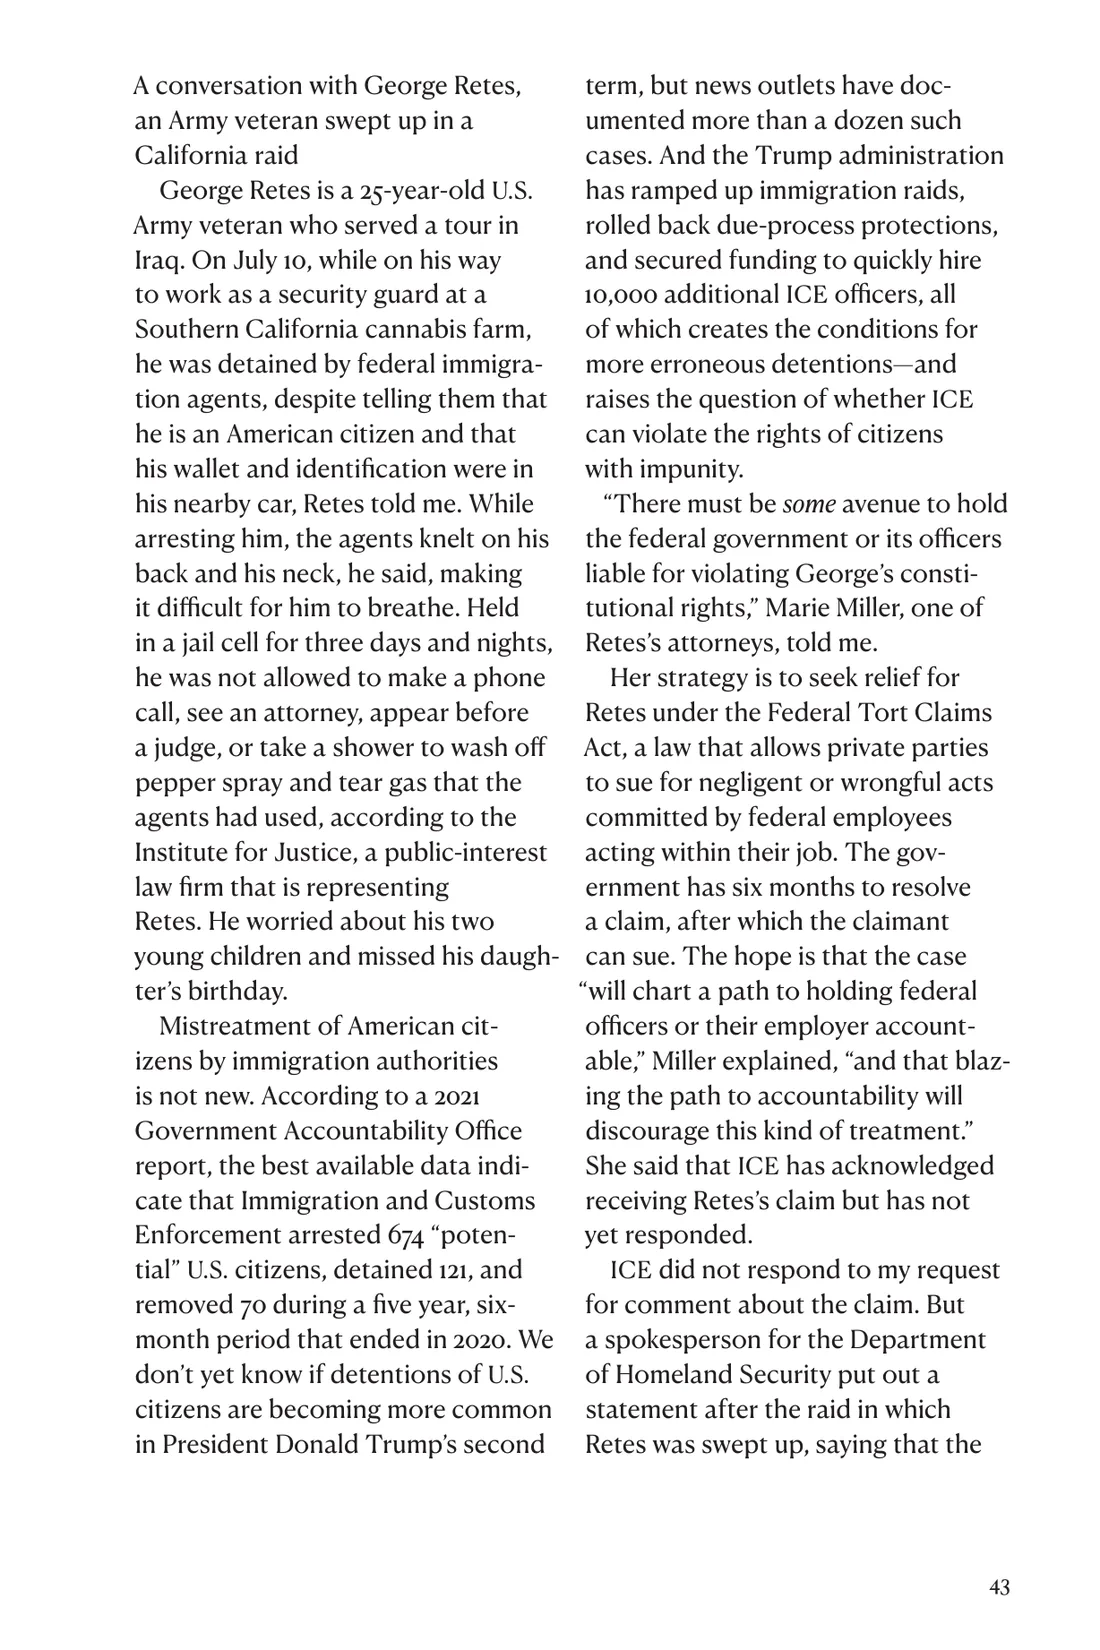 A conversation with George Retes,
an Army veteran swept up in a
California raid
George Retes is a 25-year-old U.S.
Army veteran who served a tour in
Iraq. On July 10, while on his way
to work as a security guard at a
Southern California cannabis farm,
he was detained by federal immigra-
tion agents, despite telling them that
he is an American citizen and that
his wallet and identification were in
his nearby car, Retes told me. While
arresting him, the agents knelt on his
back and his neck, he said, making
it difficult for him to breathe. Held
in a jail cell for three days and nights,
he was not allowed to make a phone
call, see an attorney, appear before
a judge, or take a shower to wash off
pepper spray and tear gas that the
agents had used, according to the
Institute for Justice, a public-interest
law firm that is representing
Retes. He worried about his two
young children and missed his daugh-
ter’s birthday.
Mistreatment of American cit-
izens by immigration authorities
is not new. According to a 2021
Government Accountability Office
report, the best available data indi-
cate that Immigration and Customs
Enforcement arrested 674 “poten-
tial” U.S. citizens, detained 121, and
removed 70 during a five year, six-
month period that ended in 2020. We
don’t yet know if detentions of U.S.
citizens are becoming more common
in President Donald Trump’s second
term, but news outlets have doc-
umented more than a dozen such
cases. And the Trump administration
has ramped up immigration raids,
rolled back due-process protections,
and secured funding to quickly hire
10,000 additional ICE officers, all
of which creates the conditions for
more erroneous detentions—and
raises the question of whether ICE
can violate the rights of citizens
with impunity.
“There must be some avenue to hold
the federal government or its officers
liable for violating George’s consti-
tutional rights,” Marie Miller, one of
Retes’s attorneys, told me.
Her strategy is to seek relief for
Retes under the Federal Tort Claims
Act, a law that allows private parties
to sue for negligent or wrongful acts
committed by federal employees
acting within their job. The gov-
ernment has six months to resolve
a claim, after which the claimant
can sue. The hope is that the case
“will chart a path to holding federal
officers or their employer account-
able,” Miller explained, “and that blaz-
ing the path to accountability will
discourage this kind of treatment.”
She said that ICE has acknowledged
receiving Retes’s claim but has not
yet responded.
ICE did not respond to my request
for comment about the claim. But
a spokesperson for the Department
of Homeland Security put out a
statement after the raid in which
Retes was swept up, saying that the
43